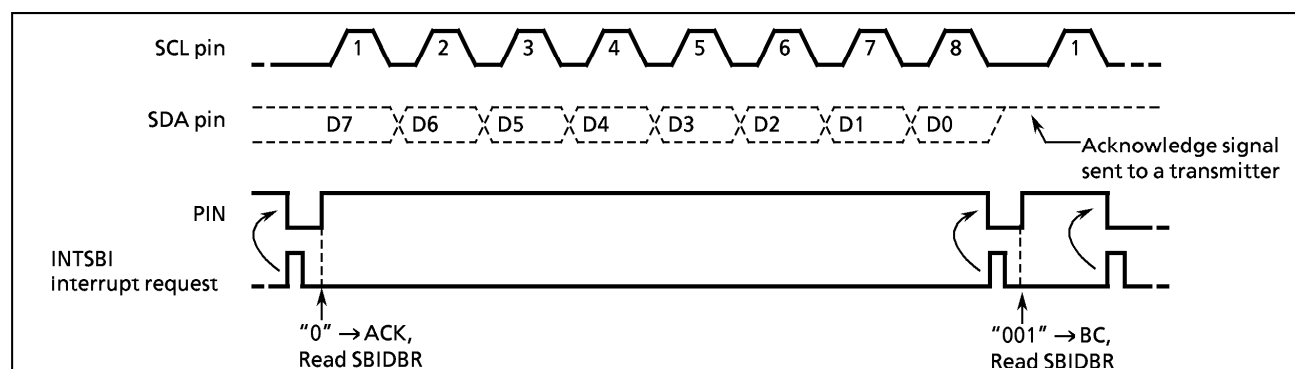 SCL pin
1 2 3 4 5 6 7 8 1
SDA pin
D7 D6 D5 D4 D3 D2 D1 D0
Acknowledge signal
sent to a transmitter
PIN
INTSBI
interrupt request
"0" → ACK,
Read SBIDBR
"001" → BC,
Read SBIDBR